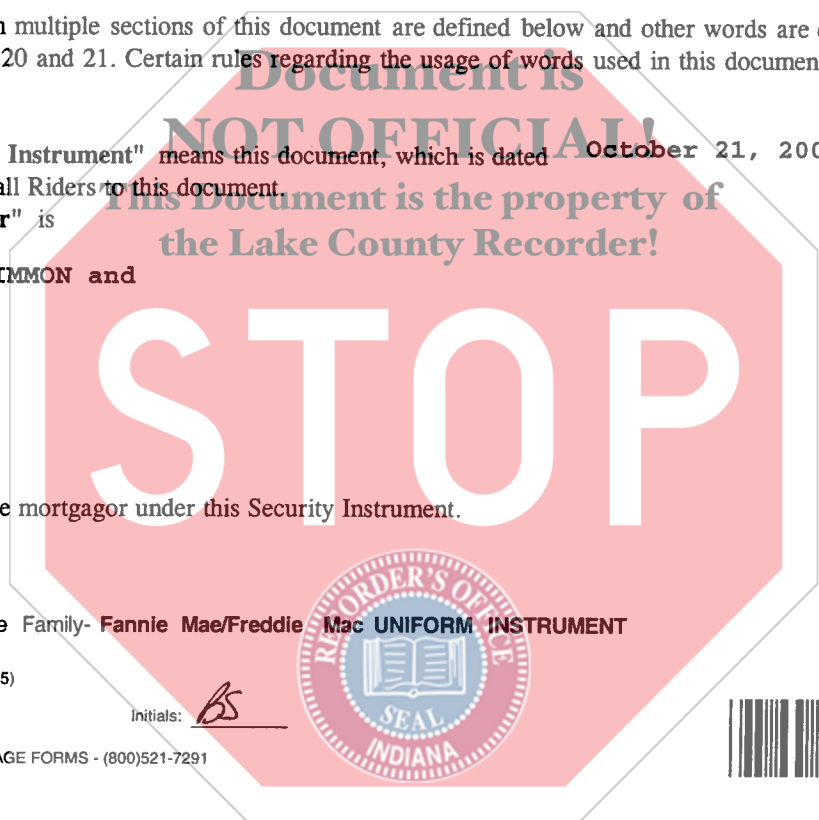 multiple sections of this document are defined below and other words are
20 and 21. Certain rules regarding the usage of words used in this documen
Document is
NOT OFFICIAL!
Instrument" means this document, which is dated October 21, 200
all Riders to this document.
This Document is the property of
r" is
the Lake County Recorder!
IMMON and
STOP
e mortgagor under this Security Instrument.
RECORDER'S OFFICE
e Family- Fannie Mae/Freddie Mac UNIFORM INSTRUMENT
5)
Initials: BS
SEAL
INDIANA
AGE FORMS - (800)521-7291